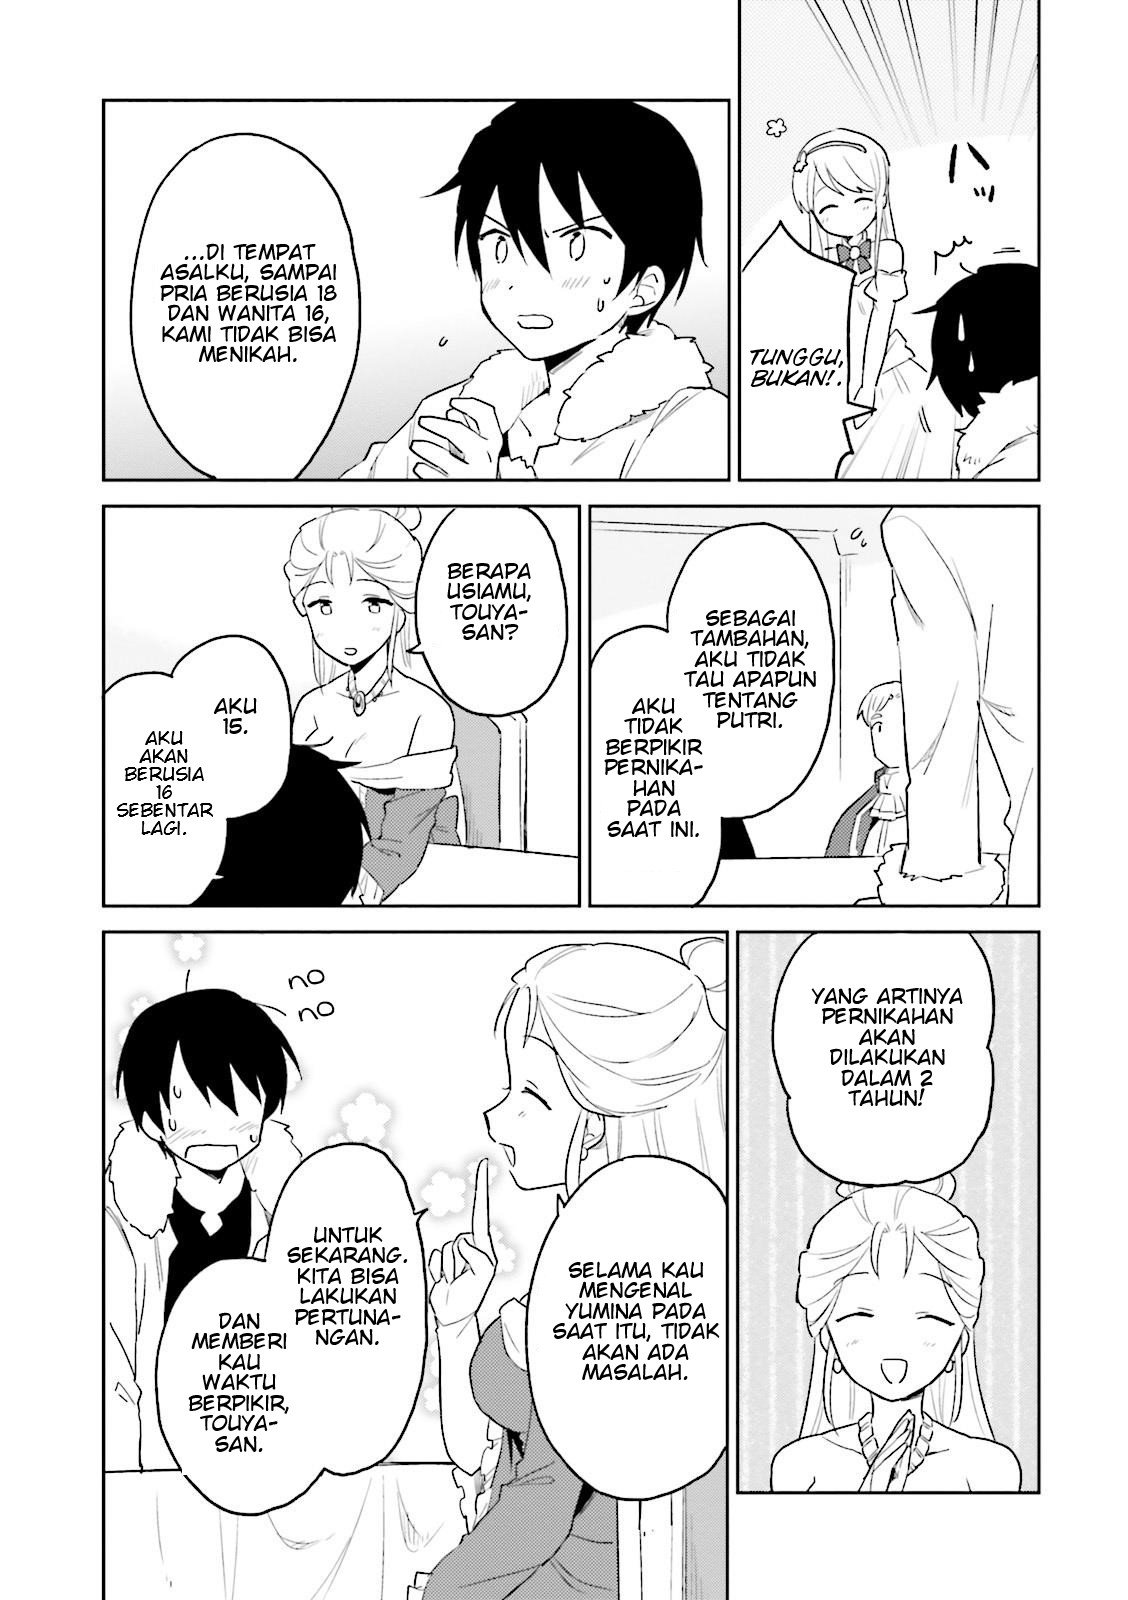 ハッ
TUNGGU,
BUKAN!.
...DI TEMPAT
ASALKU, SAMPAI
PRIA BERUSIA 18
DAN WANITA 16,
KAMI TIDAK BISA
MENIKAH.
SEBAGAI
TAMBAHAN,
AKU TIDAK
TAU APAPUN
TENTANG
PUTRI.
AKU
TIDAK
BERPIKIR
PERNIKA-
HAN
PADA
SAAT INI.
BERAPA
USIAMU,
TOUYA-
SAN?
AKU
15.
AKU
AKAN
BERUSIA
16
SEBENTAR
LAGI.
YANG ARTINYA
PERNIKAHAN
AKAN
DILAKUKAN
DALAM 2
TAHUN!
SELAMA KAU
MENGENAL
YUMINA PADA
SAAT ITU, TIDAK
AKAN ADA
MASALAH.
no
no
UNTUK
SEKARANG.
KITA BISA
LAKUKAN
PERTUNA-
NGAN.
DAN
MEMBERI
KAU
WAKTU
BERPIKIR,
TOUYA-
SAN.